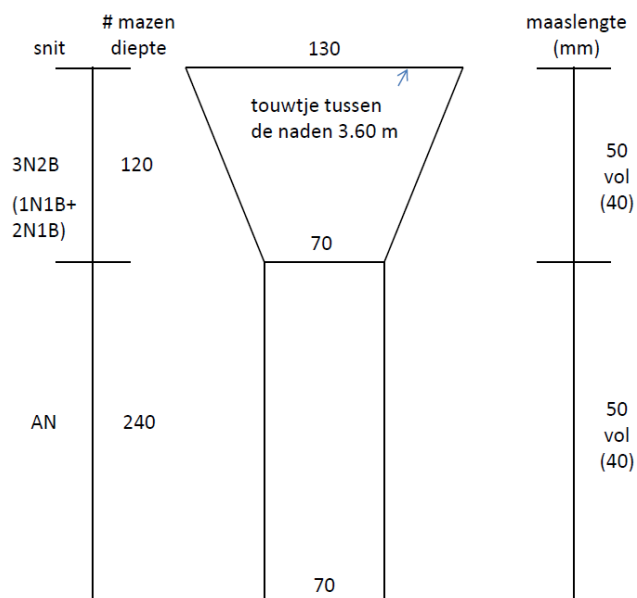 snit
# mazen
diepte
130
maaslengte
(mm)
touwtje tussen
de naden 3.60 m
3N2B
(1N1B+
2N1B)
120
50
vol
(40)
70
AN
240
50
vol
(40)
70